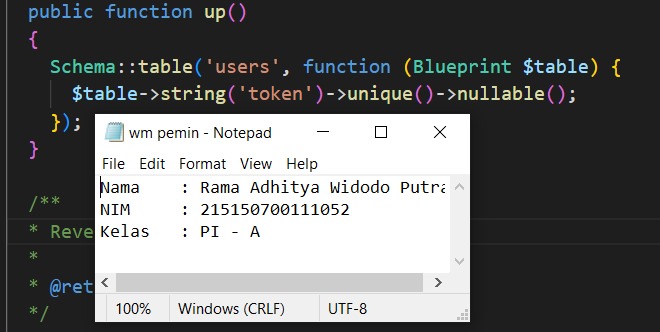 public function up()
{
Schema::table('users', function (Blueprint $table) {
$table->string('token')->unique()->nullable();
});
}
wm pemin - Notepad
File Edit Format View Help
Nama : Rama Adhitya Widodo Putra
NIM : 215150700111052
Kelas : PI - A
/**
* Reve
*
* @ret
*/
100% Windows (CRLF) UTF-8